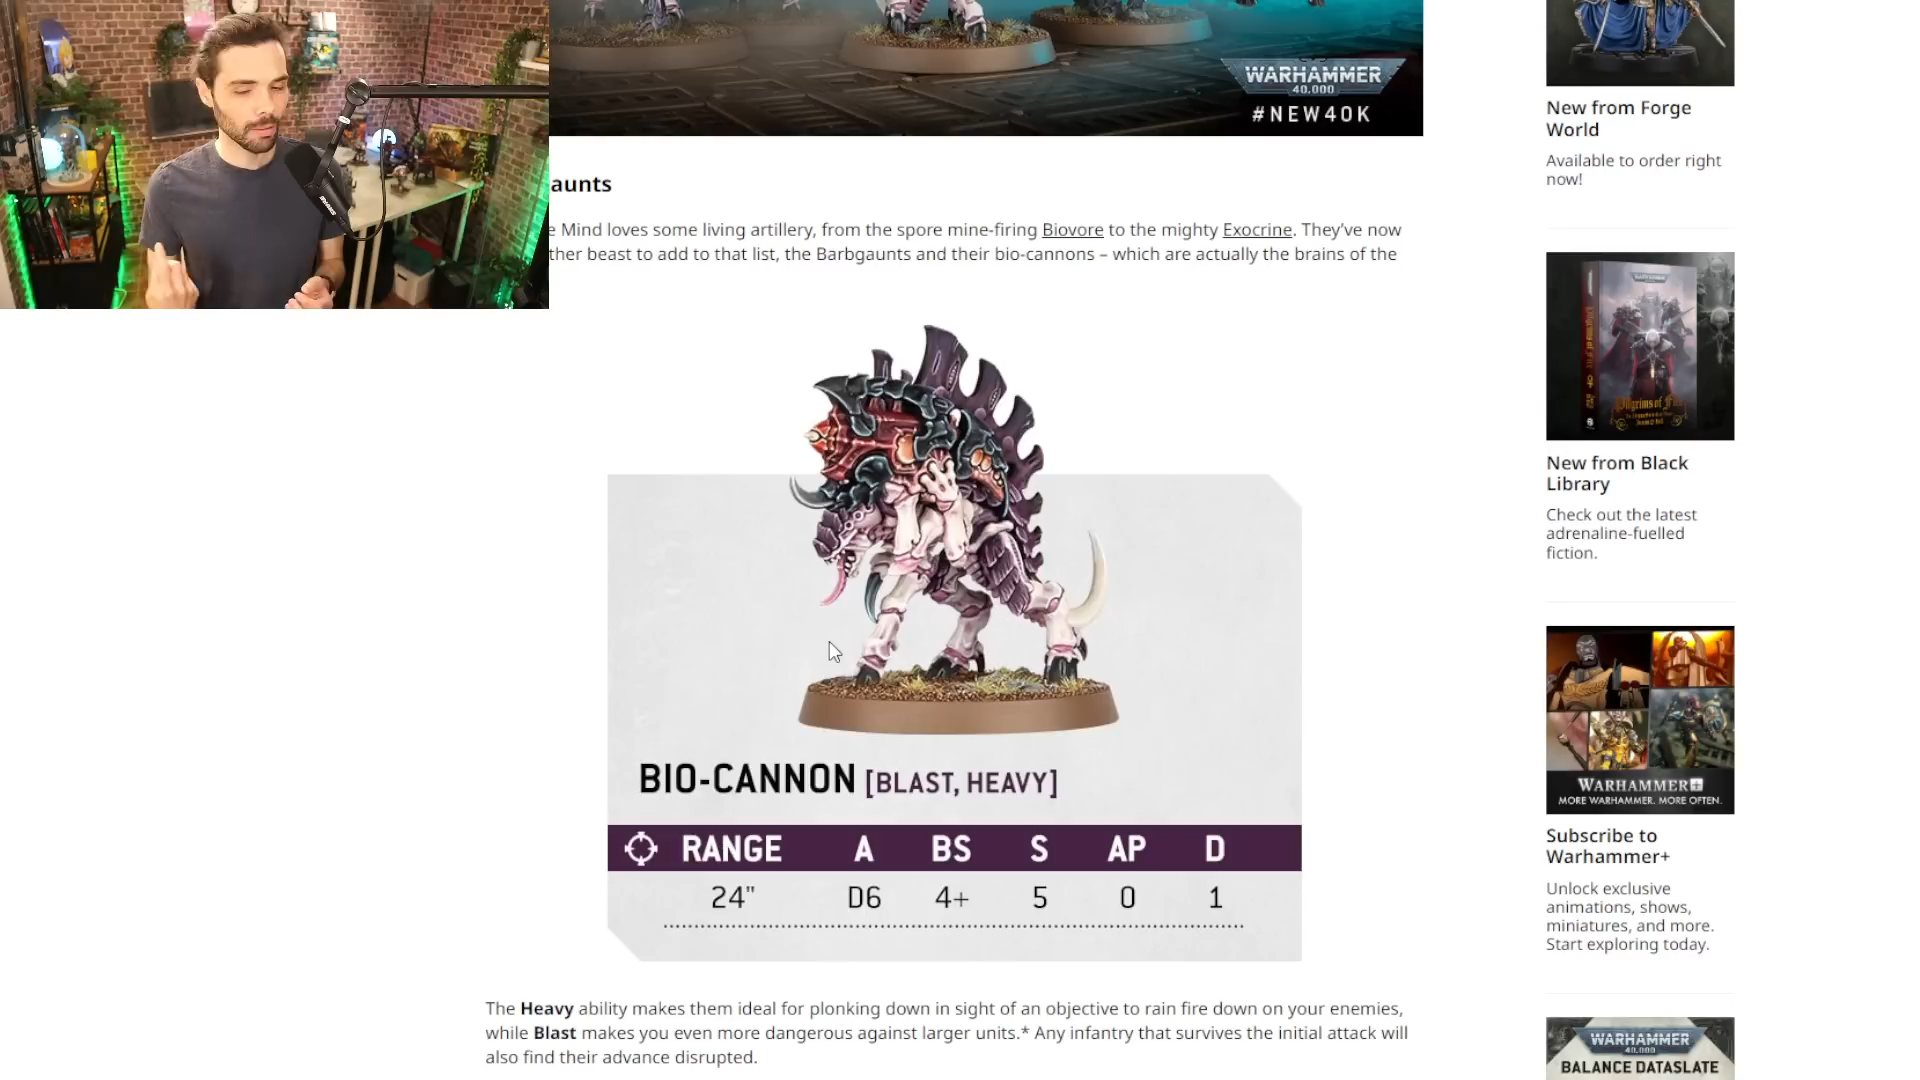 WARHAMMER
40,000
#NEW40K
aunts
e Mind loves some living artillery, from the spore mine-firing Biovore to the mighty Exocrine. They've now
ther beast to add to that list, the Barbgaunts and their bio-cannons – which are actually the brains of the
BIO-CANNON [BLAST, HEAVY]
RANGE A BS S AP D
24" D6 4+ 5 0 1
The Heavy ability makes them ideal for plonking down in sight of an objective to rain fire down on your enemies,
while Blast makes you even more dangerous against larger units.* Any infantry that survives the initial attack will
also find their advance disrupted.
New from Forge
World
Available to order right
now!
Pilgrims of Fire
New from Black
Library
Check out the latest
adrenaline-fuelled
fiction.
WARHAMMER+
MORE WARHAMMER. MORE OFTEN.
Subscribe to
Warhammer+
Unlock exclusive
animations, shows,
miniatures, and more.
Start exploring today.
WARHAMMER
40,000
BALANCE DATASLATE